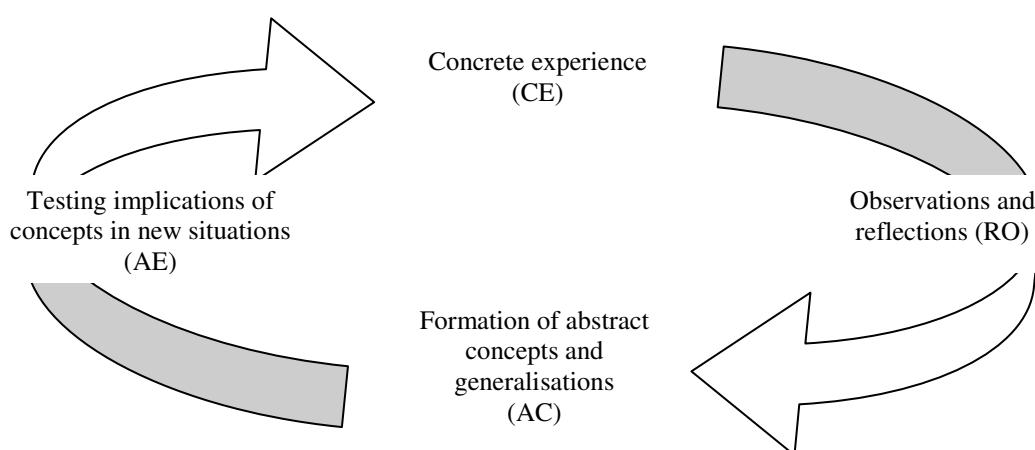 Concrete experience
(CE)
Testing implications of
concepts in new situations
(AE)
Observations and
reflections (RO)
Formation of abstract
concepts and
generalisations
(AC)